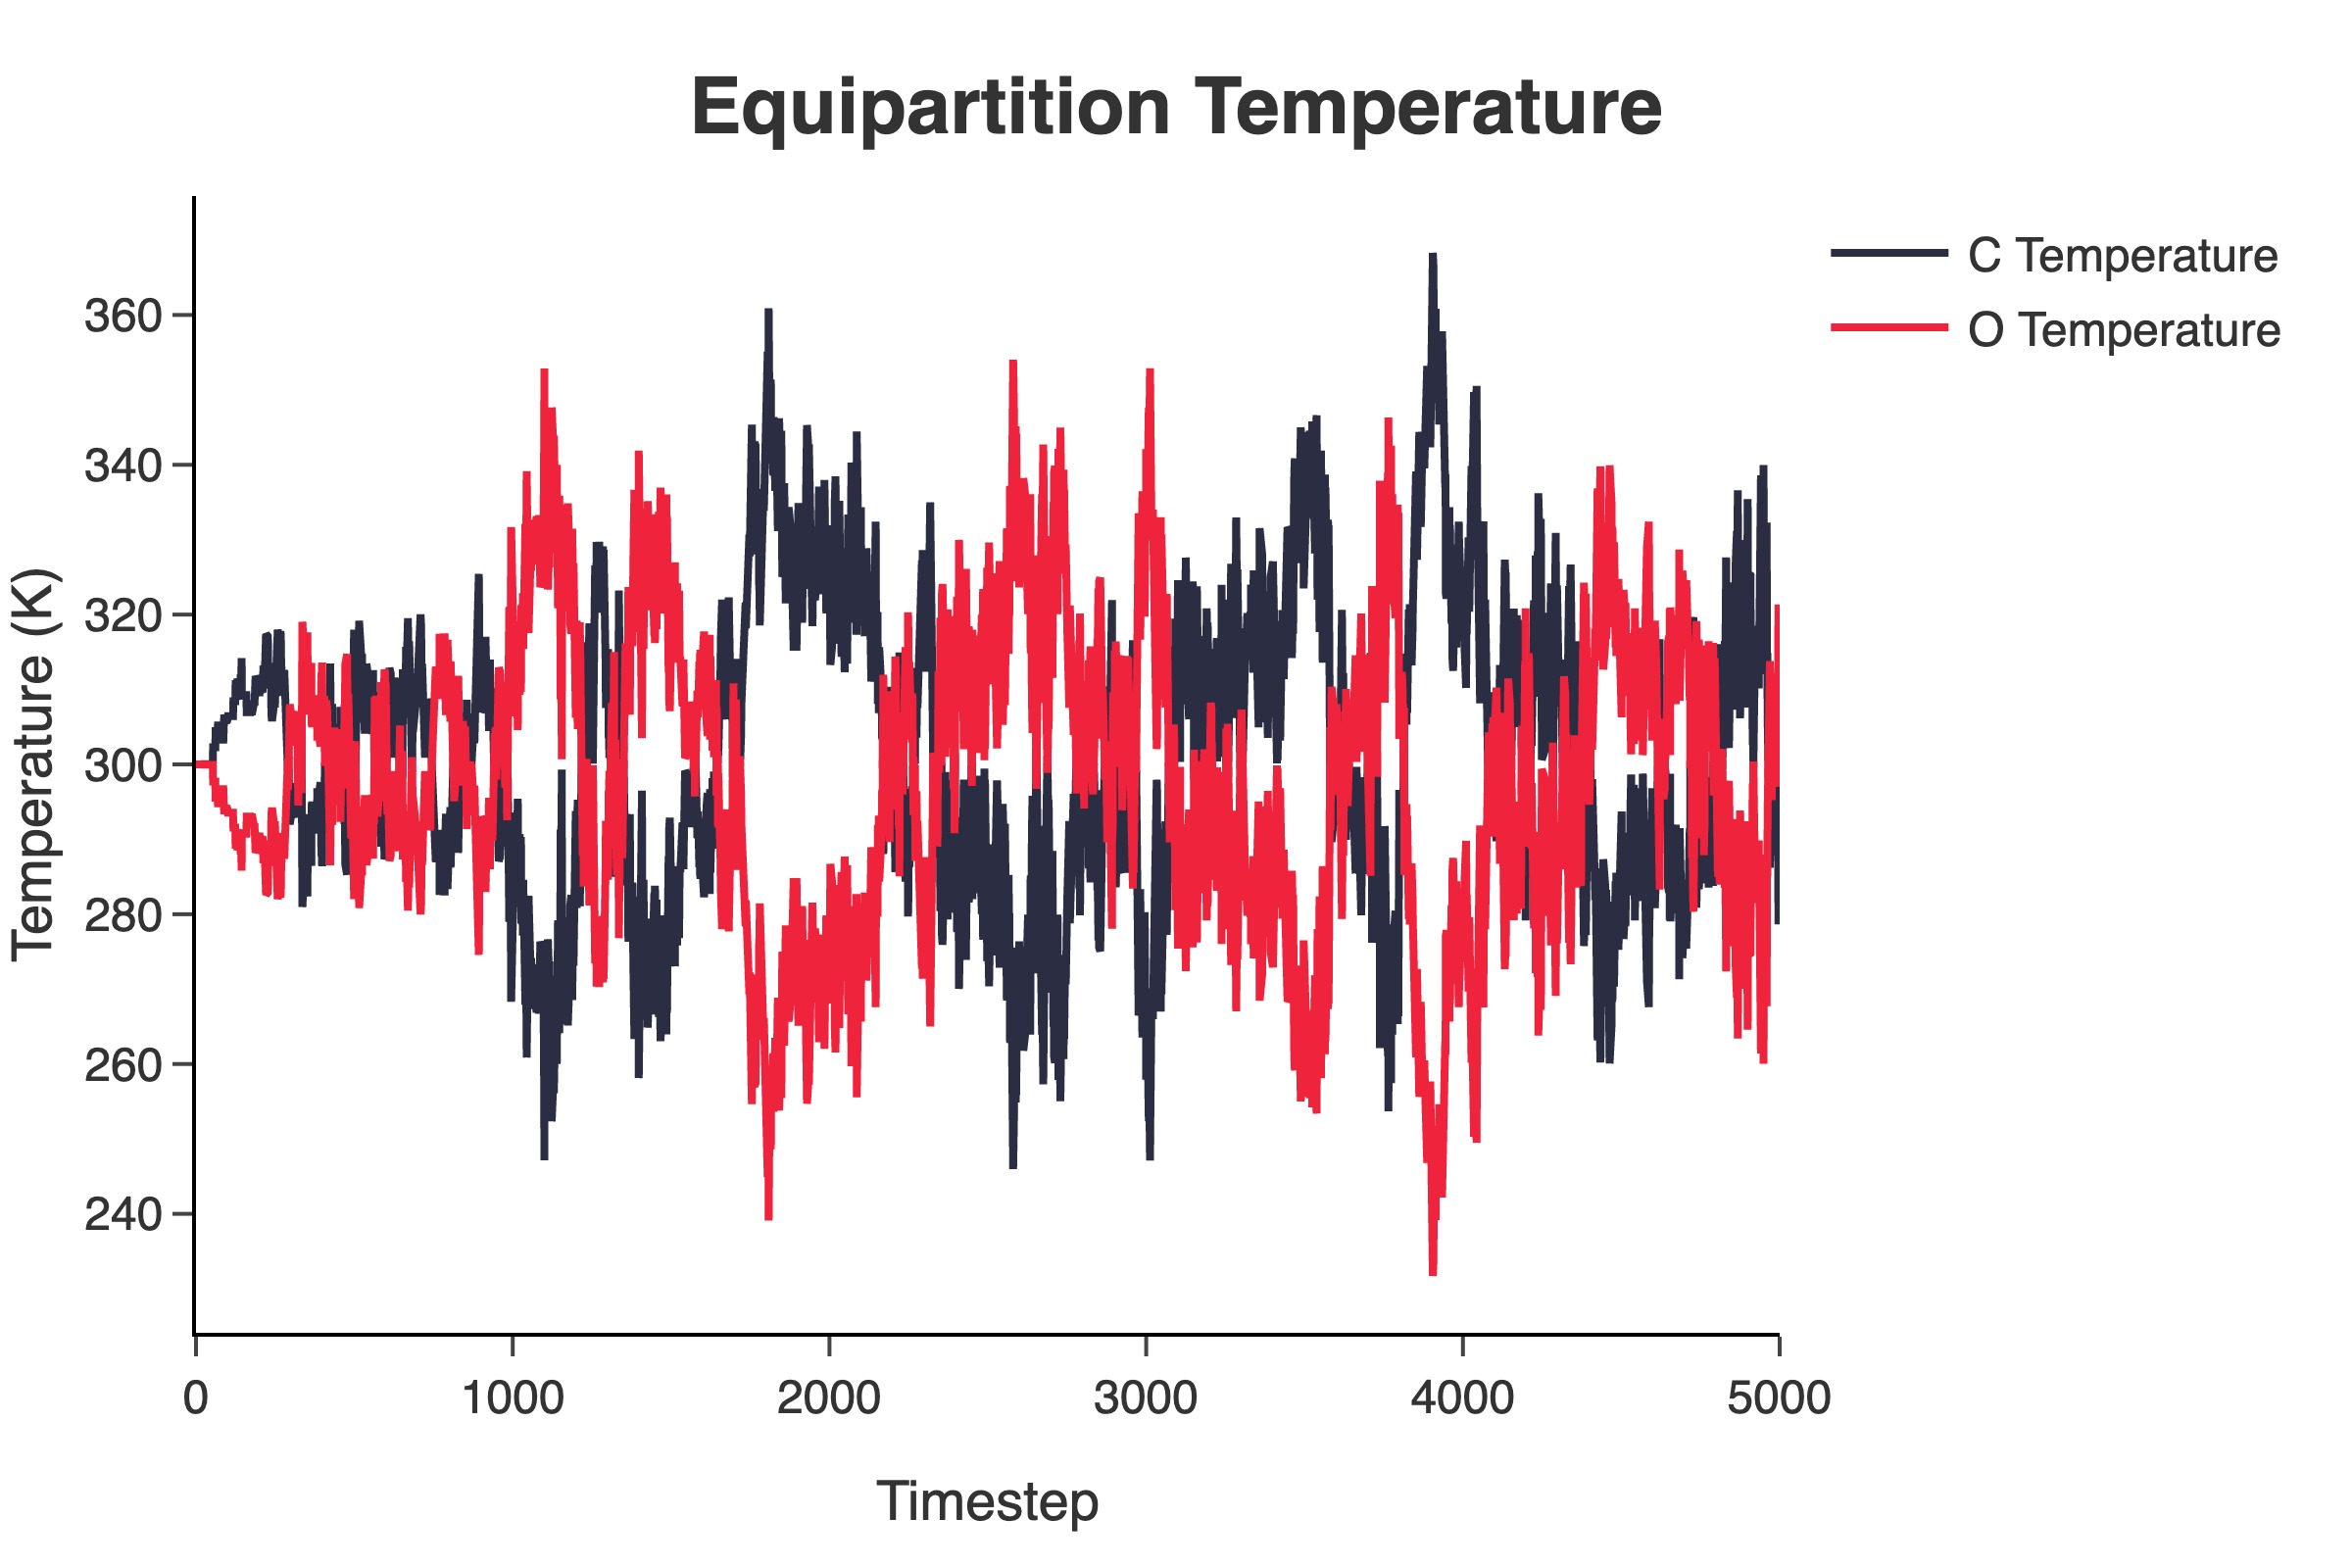 Equipartition Temperature
C Temperature
O Temperature
Temperature (K)
360
340
320
300
280
260
240
0 1000 2000 3000 4000 5000
Timestep